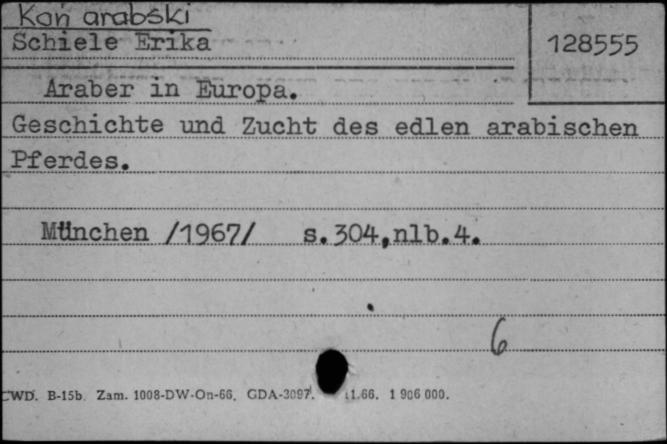 Koń arabski
Schiele Erika
128555
Araber in Europa.
Geschichte und Zucht des edlen arabischen
Pferdes.
München /1967/ s.304,nlb.4.
6
CWD. B-15b. Zam. 1008-DW-On-66. GDA-3097. 11.66. 1 906 000.